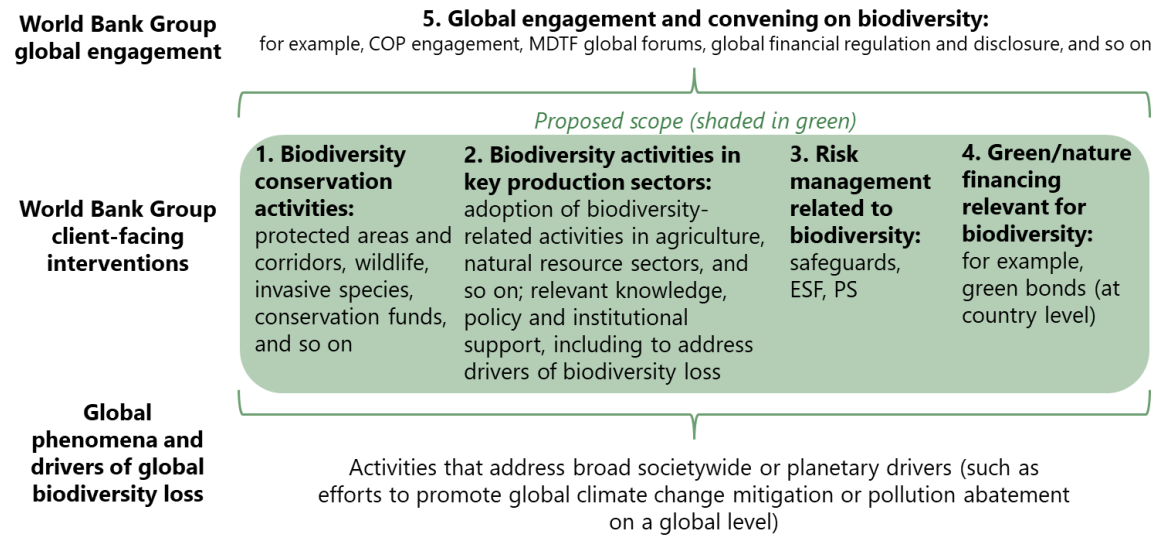 World Bank Group
global engagement
5. Global engagement and convening on biodiversity:
for example, COP engagement, MDTF global forums, global financial regulation and disclosure, and so on
Proposed scope (shaded in green)
World Bank Group
client-facing
interventions
1. Biodiversity
conservation
activities:
protected areas and
corridors, wildlife,
invasive species,
conservation funds,
and so on
2. Biodiversity activities in
key production sectors:
adoption of biodiversity-
related activities in agriculture,
natural resource sectors, and
so on; relevant knowledge,
policy and institutional
support, including to address
drivers of biodiversity loss
3. Risk
management
related to
biodiversity:
safeguards,
ESF, PS
4. Green/nature
financing
relevant for
biodiversity:
for example,
green bonds (at
country level)
Global
phenomena and
drivers of global
biodiversity loss
Activities that address broad societywide or planetary drivers (such as
efforts to promote global climate change mitigation or pollution abatement
on a global level)